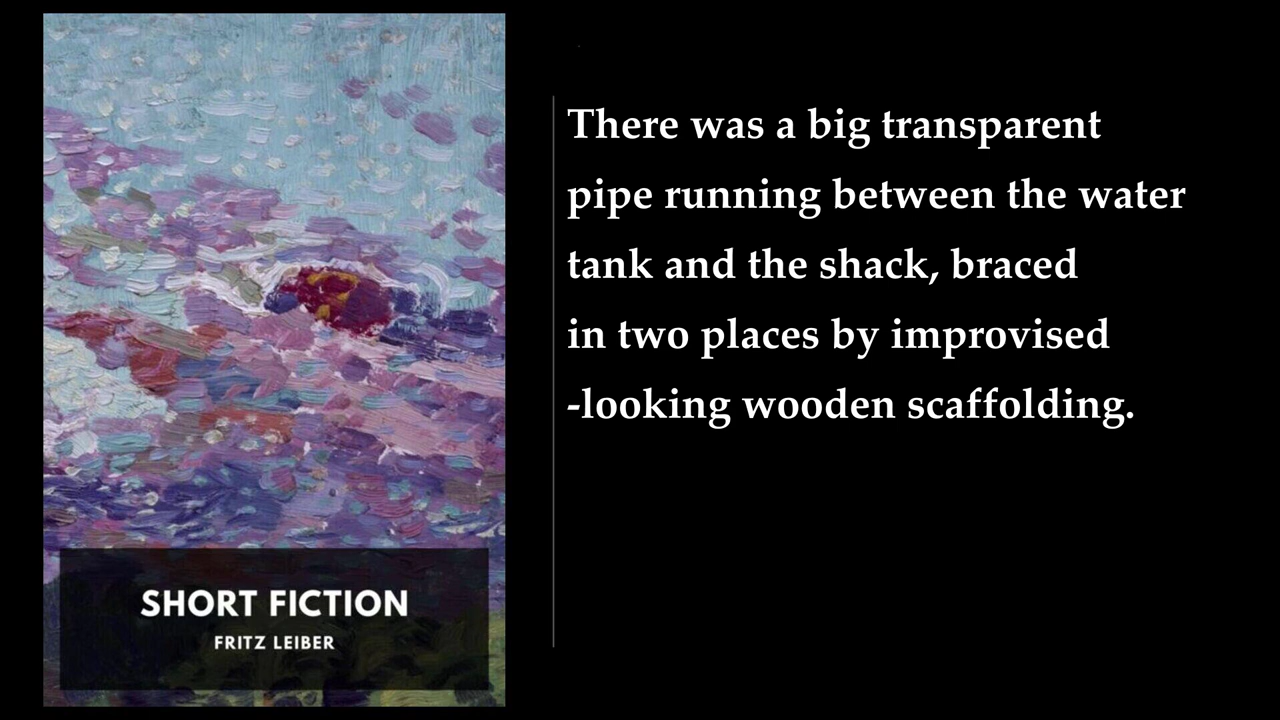 There was a big transparent
pipe running between the water
tank and the shack, braced
in two places by improvised
-looking wooden scaffolding.
SHORT FICTION
FRITZ LEIBER